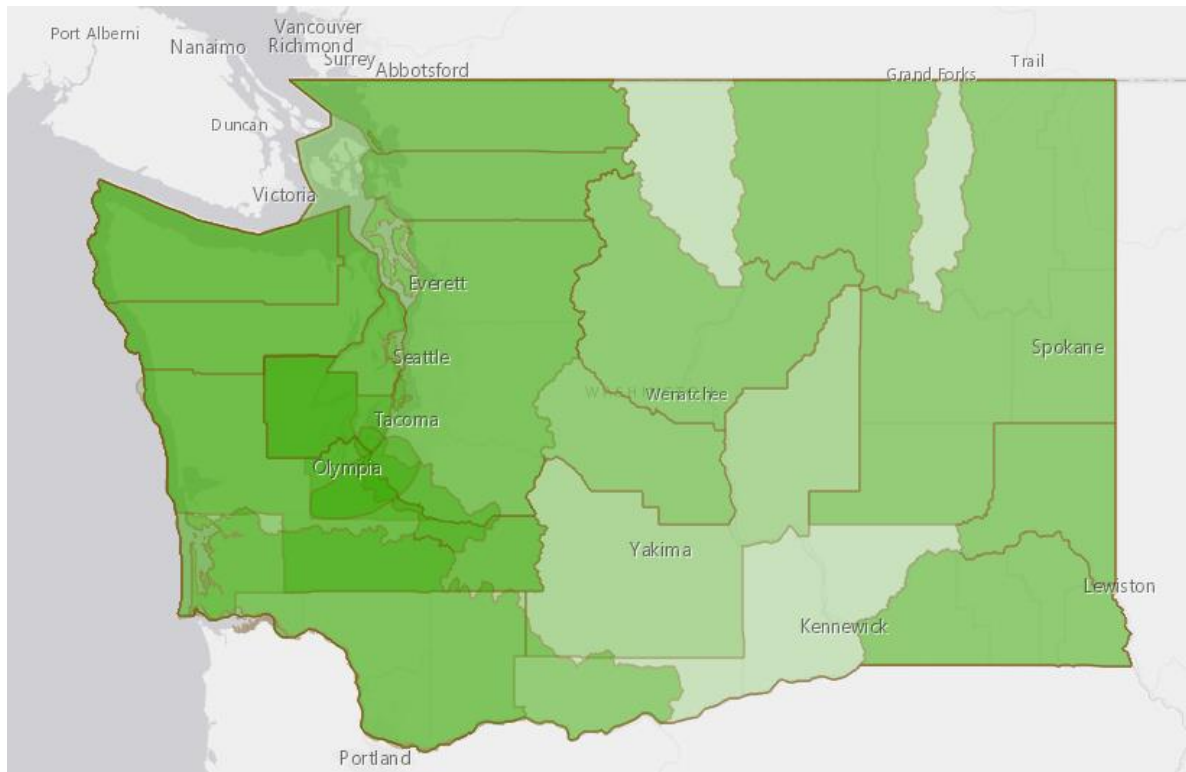 Port Alberni
Nanaimo
Vancouver
Richmond
Surrey
Abbotsford
Grand Forks
Trail
Duncan
Victoria
Everett
Seattle
Spokane
WASHINGTON
Wenatchee
Tacoma
Olympia
Yakima
Lewiston
Kennewick
Portland